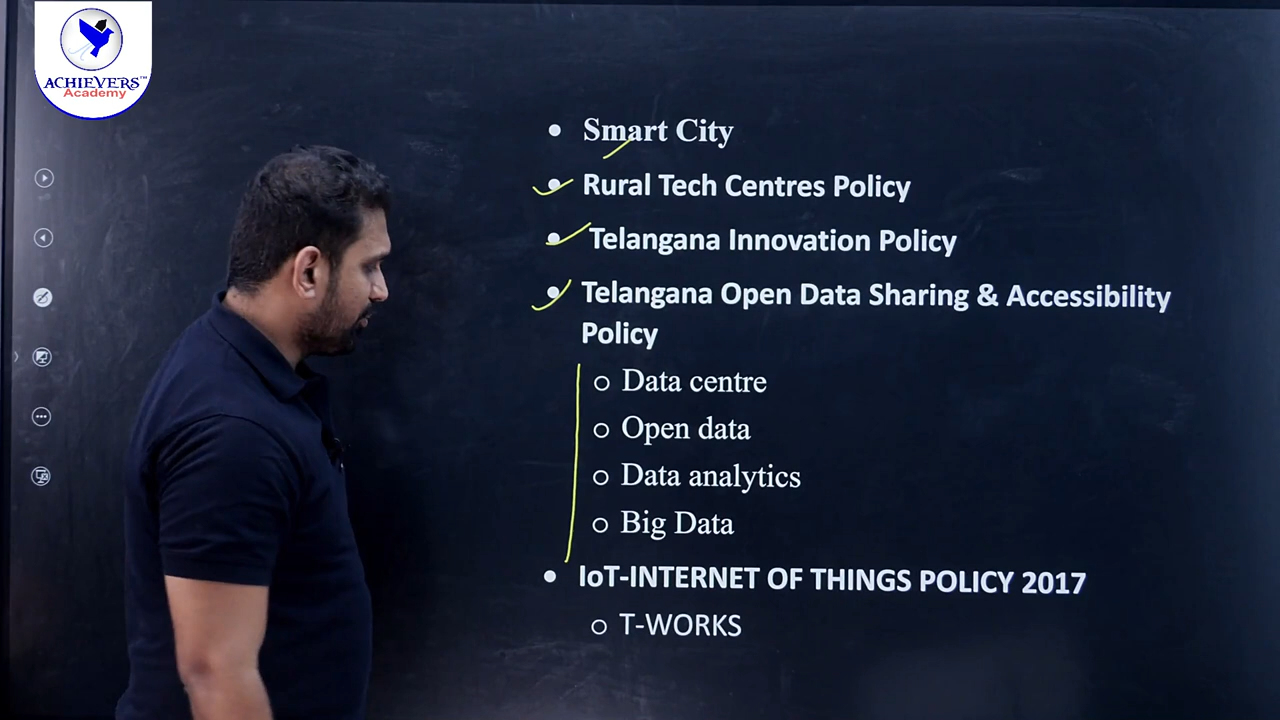 ACHIEVERS™
Academy
• Smart City
• Rural Tech Centres Policy
• Telangana Innovation Policy
• Telangana Open Data Sharing & Accessibility
Policy
○ Data centre
○ Open data
○ Data analytics
○ Big Data
• IoT-INTERNET OF THINGS POLICY 2017
○ T-WORKS